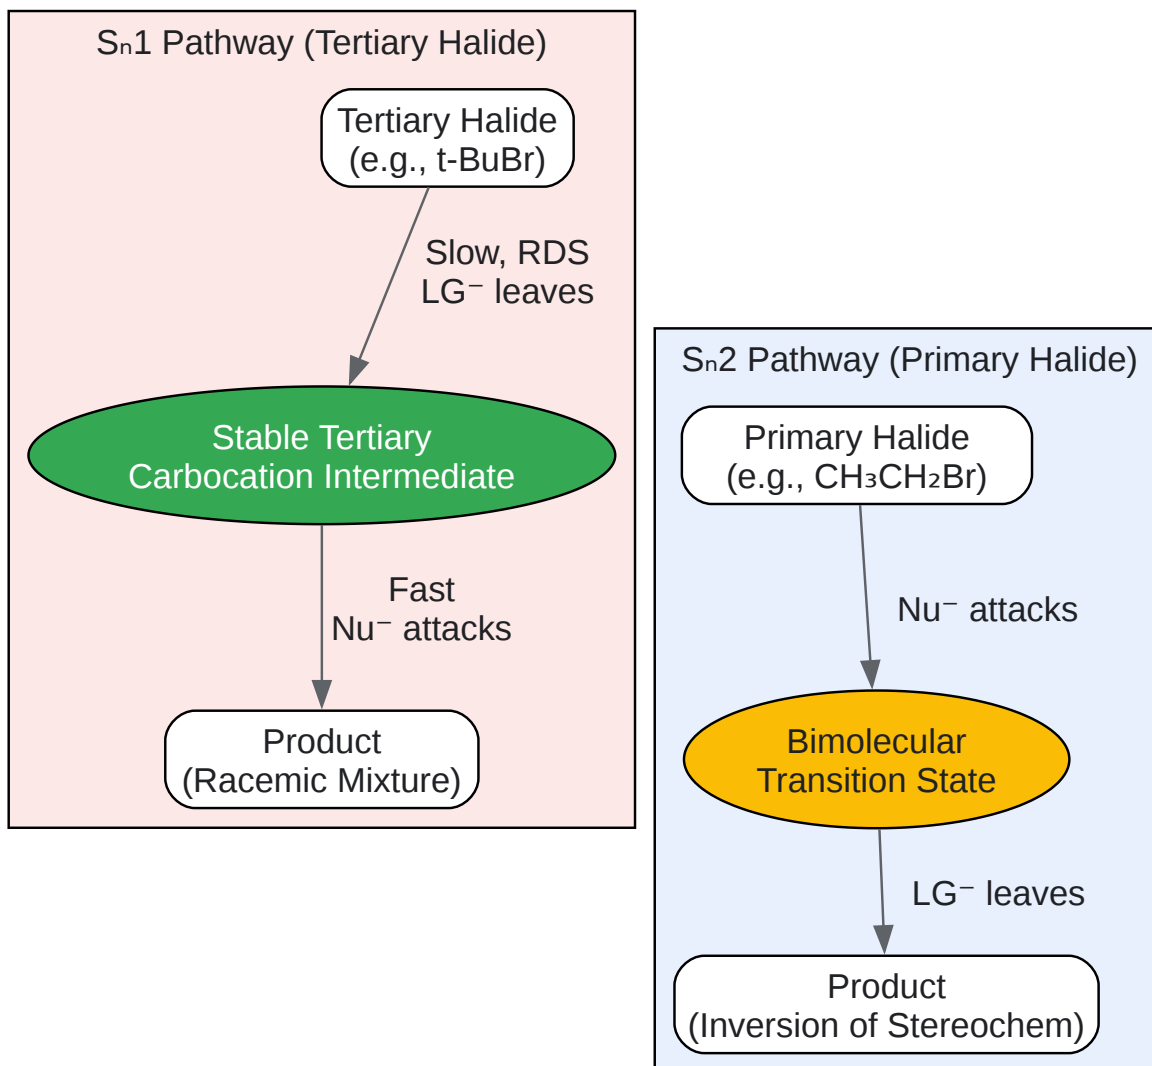 Sₙ1 Pathway (Tertiary Halide)
Tertiary Halide
(e.g., t-BuBr)
Slow, RDS
LG⁻ leaves
Stable Tertiary
Carbocation Intermediate
Fast
Nu⁻ attacks
Product
(Racemic Mixture)
Sₙ2 Pathway (Primary Halide)
Primary Halide
(e.g., CH₃CH₂Br)
Nu⁻ attacks
Bimolecular
Transition State
LG⁻ leaves
Product
(Inversion of Stereochem)